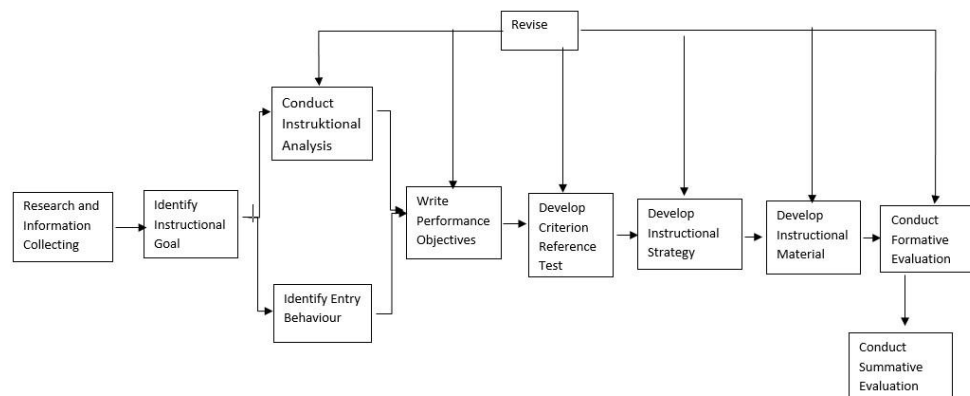 Revise
Conduct
Instruktional
Analysis
Research and
Information
Collecting
Identify
Instructional
Goal
Identify Entry
Behaviour
Write
Performance
Objectives
Develop
Criterion
Reference
Test
Develop
Instructional
Strategy
Develop
Instructional
Material
Conduct
Formative
Evaluation
Conduct
Summative
Evaluation